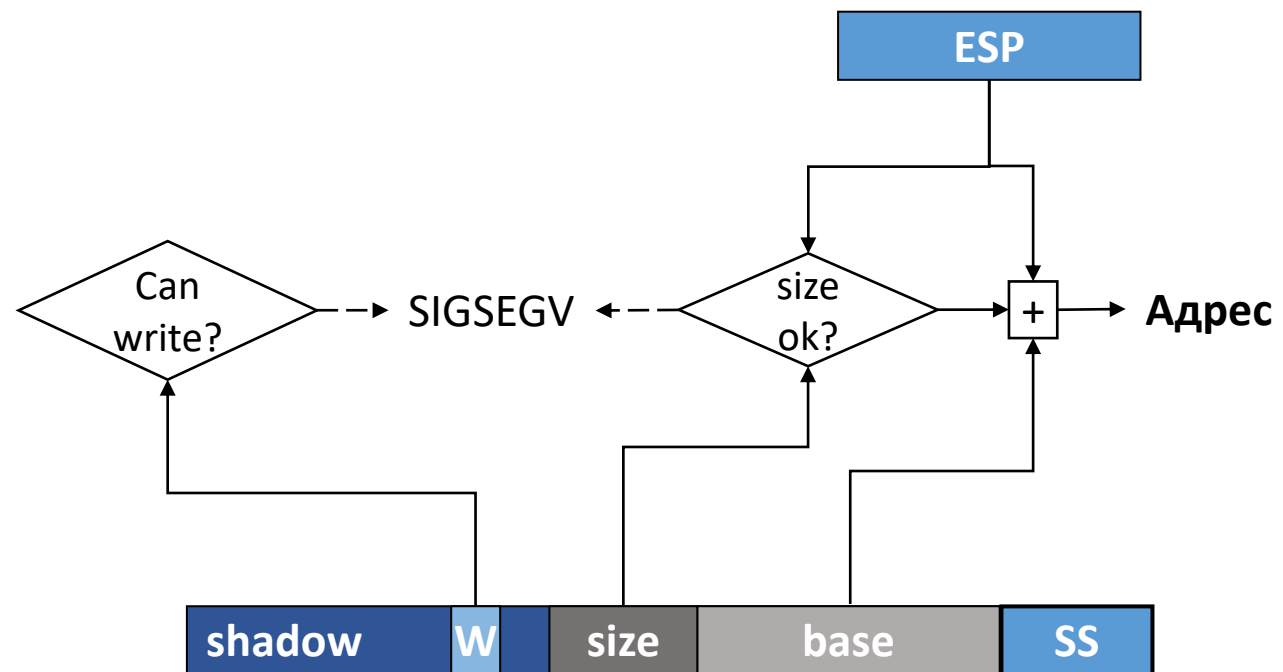 ESP
Can
write?
SIGSEGV
size
ok?
+
Адрес
shadow
W
size
base
SS